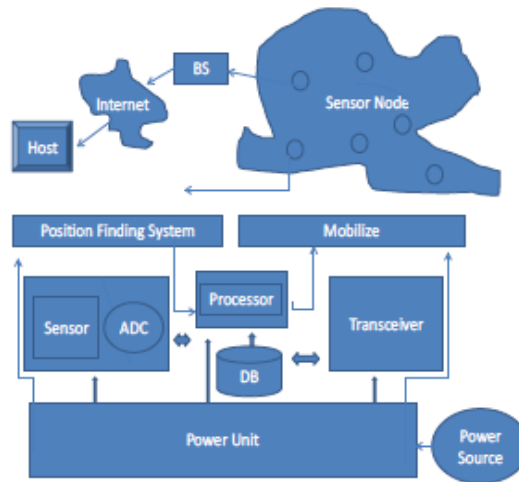 BS
Internet
Sensor Node
Host
Position Finding System
Mobilize
Processor
Sensor
ADC
Transceiver
DB
Power Unit
Power
Source